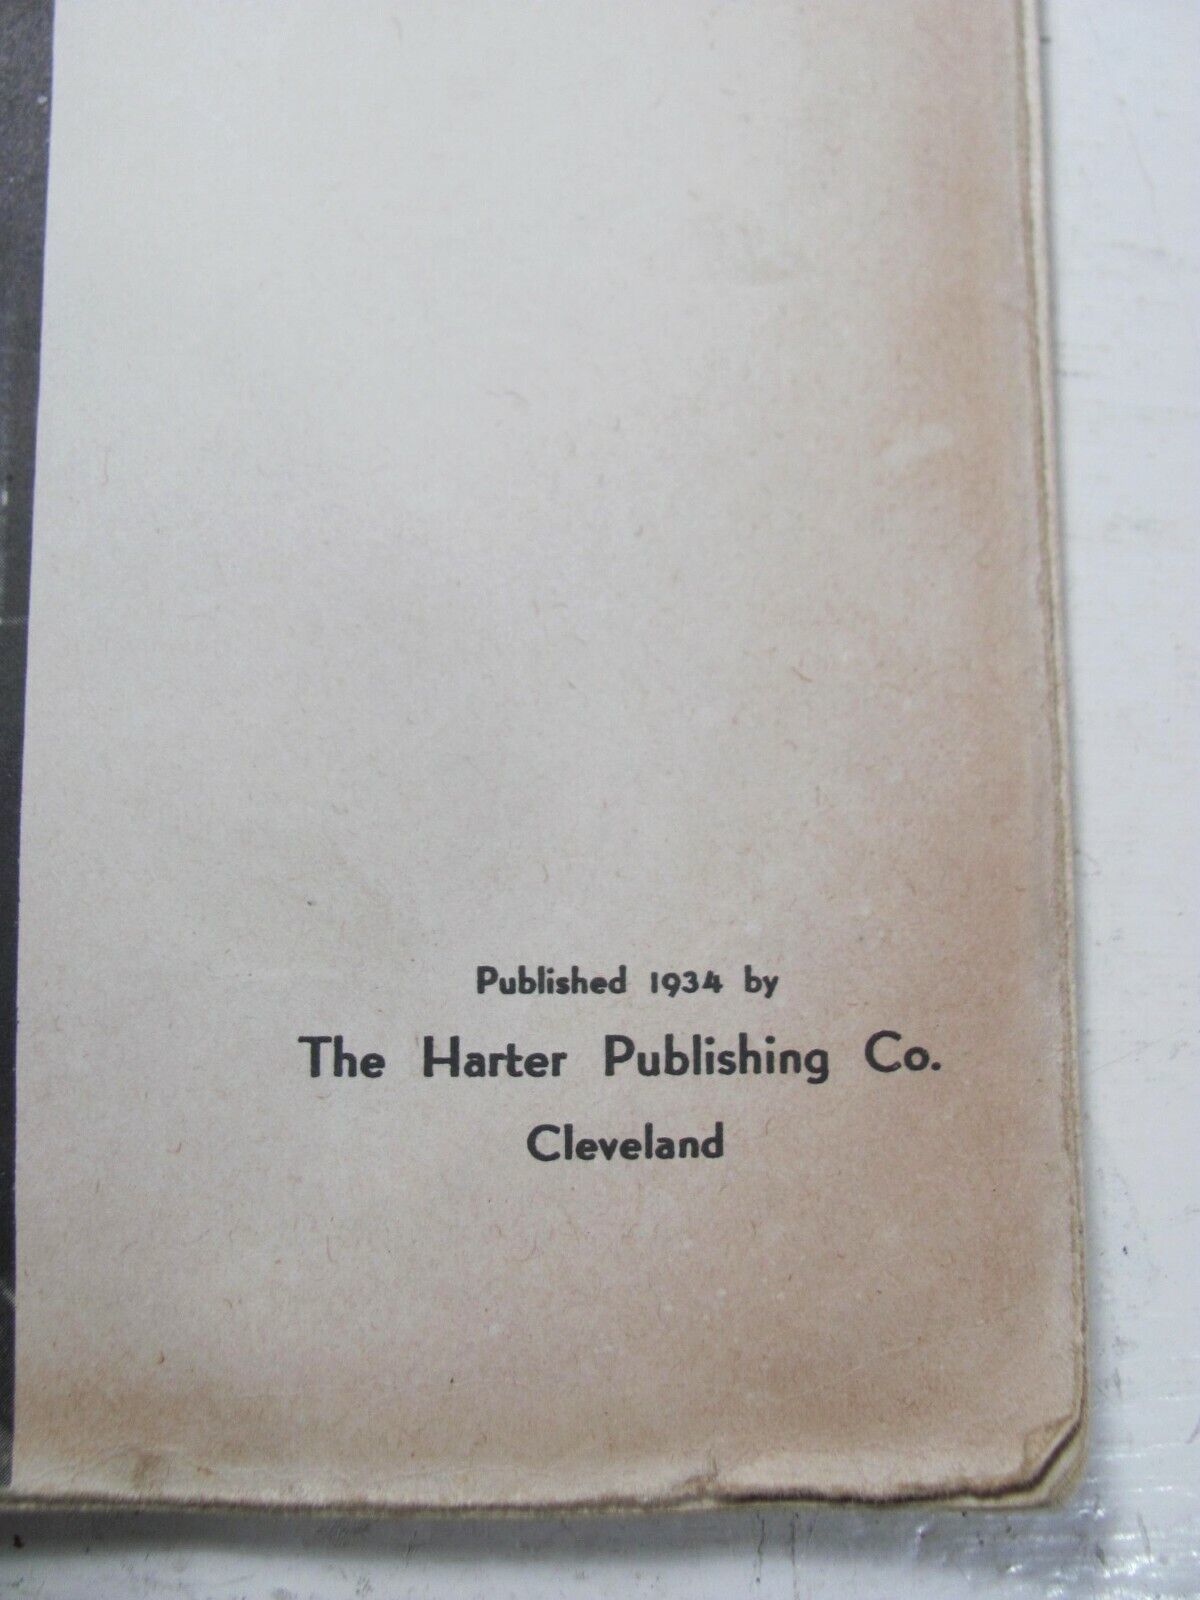 Published 1934 by
The Harter Publishing Co.
Cleveland